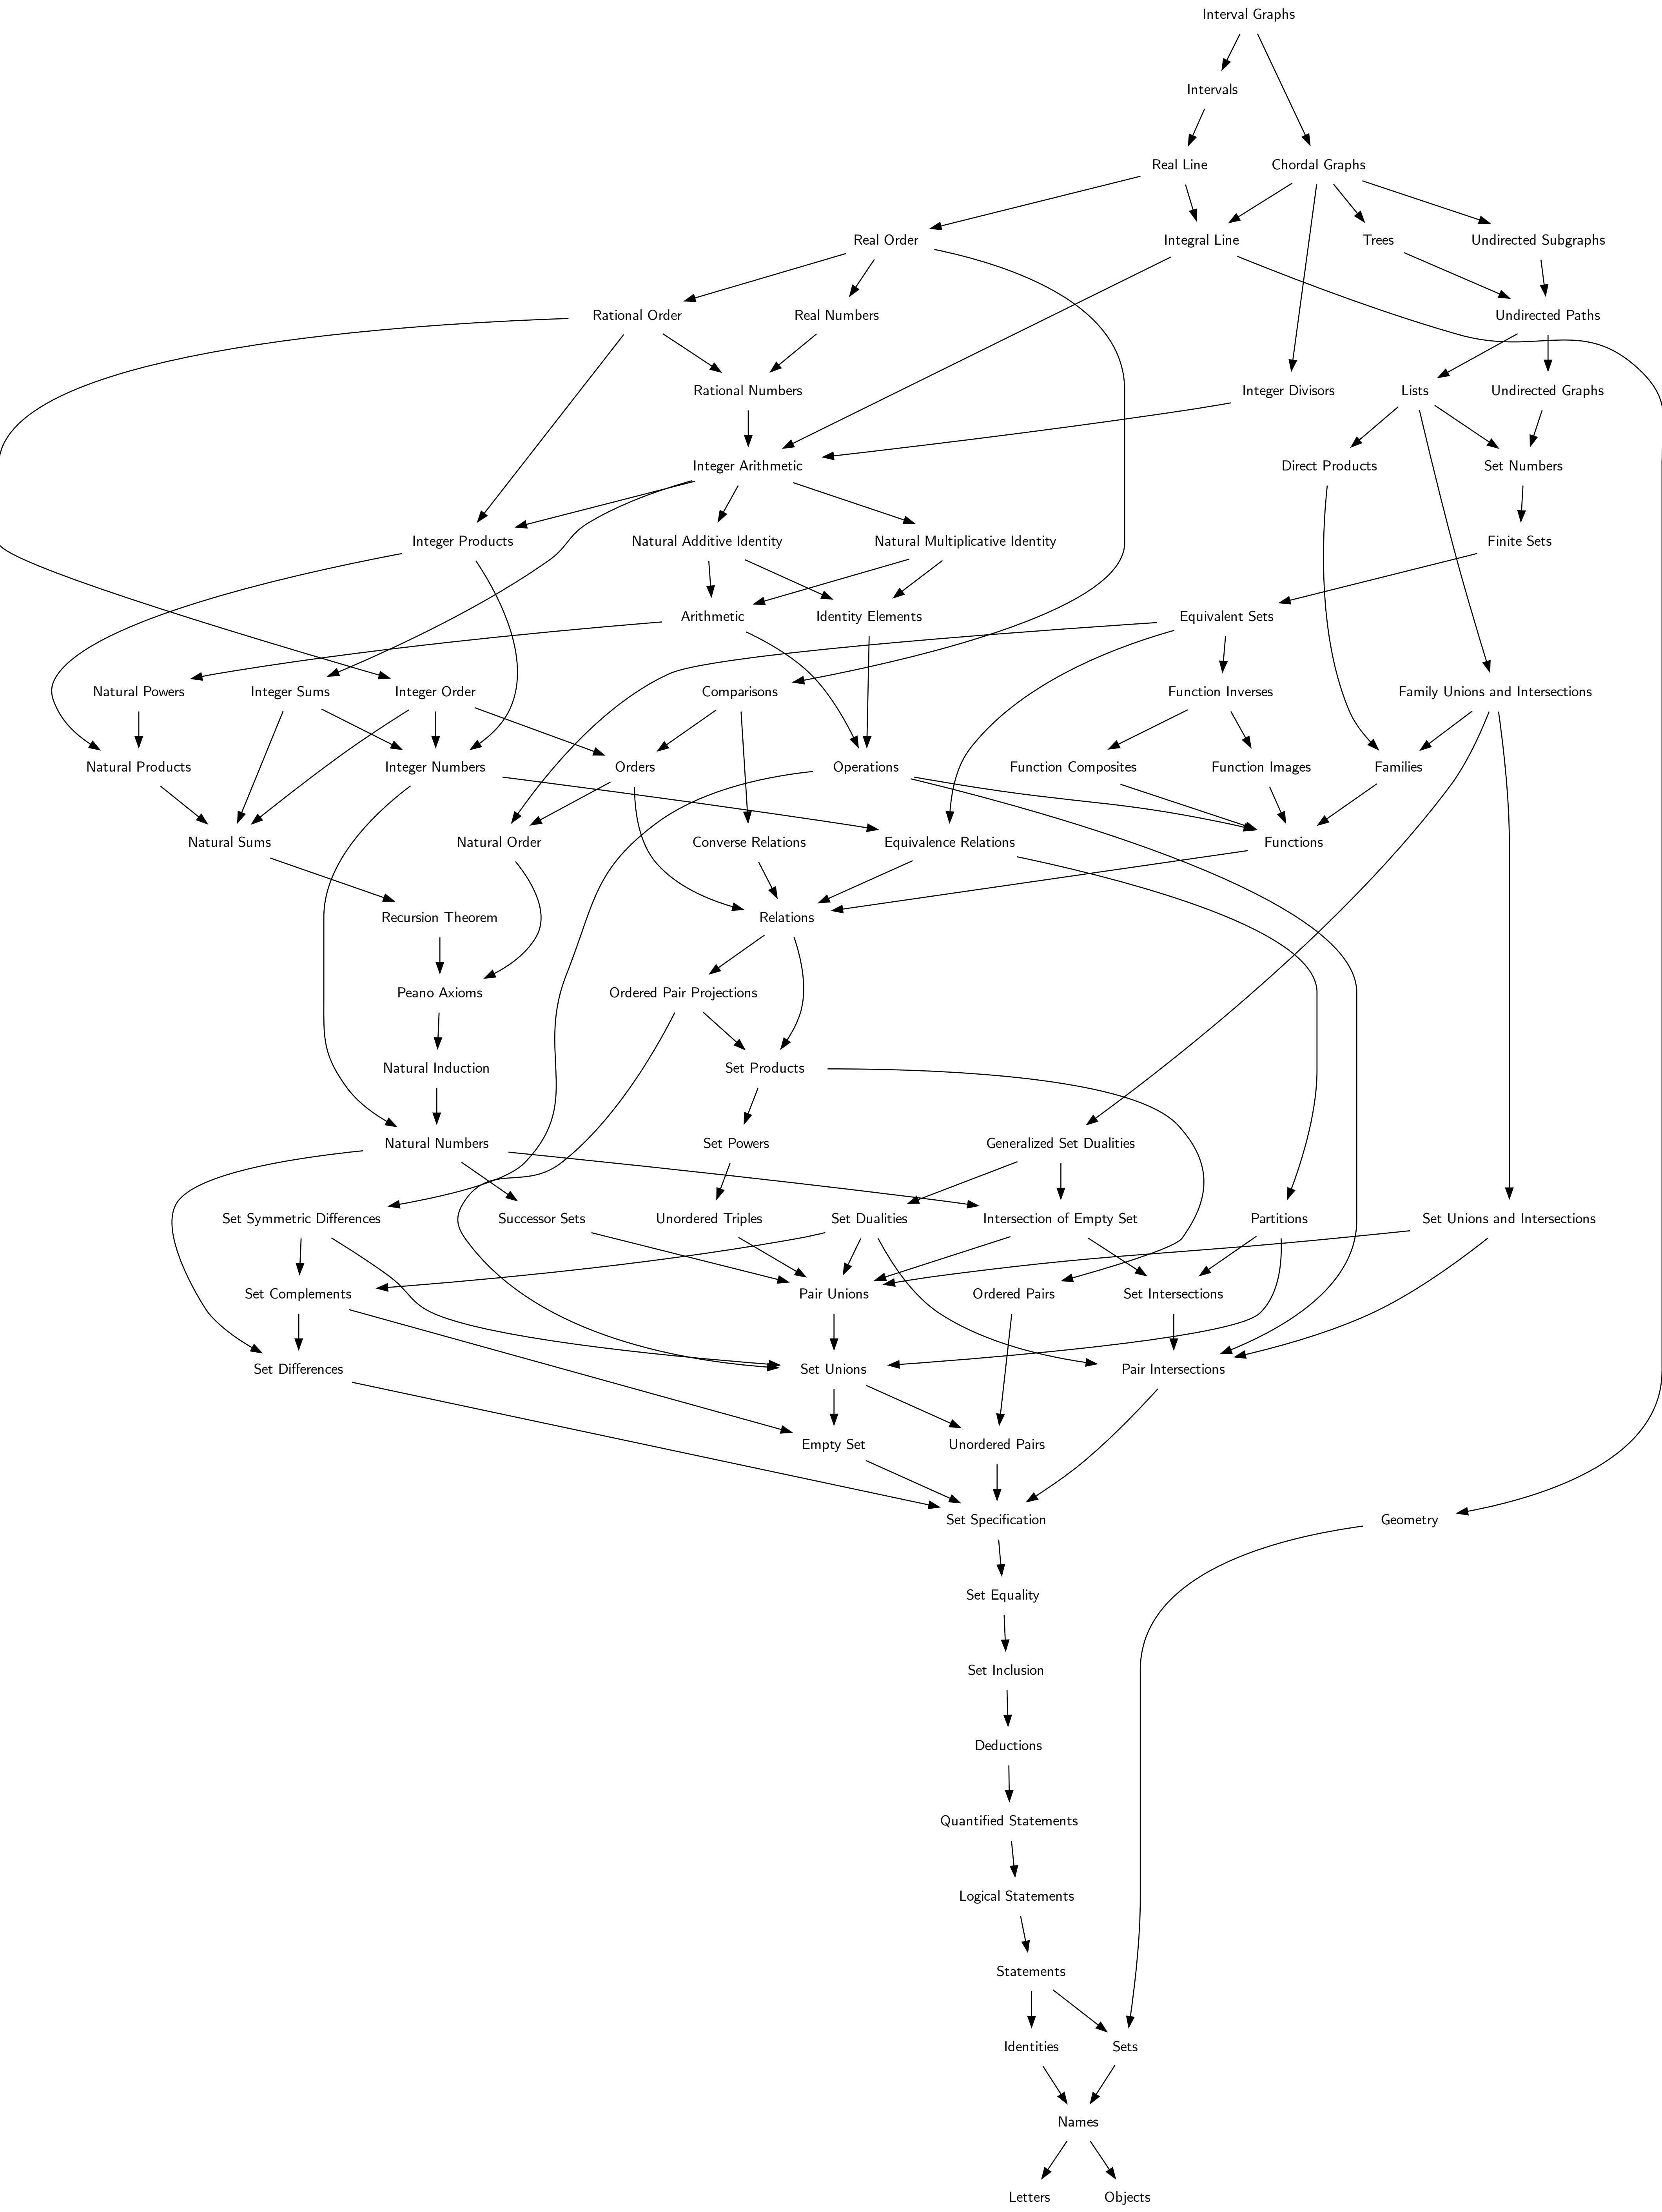 Interval Graphs
Intervals
Real Line
Chordal Graphs
Real Order
Integral Line
Trees
Undirected Subgraphs
Rational Order
Real Numbers
Undirected Paths
Rational Numbers
Integer Divisors
Lists
Undirected Graphs
Integer Arithmetic
Direct Products
Set Numbers
Integer Products
Natural Additive Identity
Natural Multiplicative Identity
Finite Sets
Arithmetic
Identity Elements
Equivalent Sets
Natural Powers
Integer Sums
Integer Order
Comparisons
Function Inverses
Family Unions and Intersections
Natural Products
Integer Numbers
Orders
Operations
Function Composites
Function Images
Families
Natural Sums
Natural Order
Converse Relations
Equivalence Relations
Functions
Recursion Theorem
Relations
Peano Axioms
Ordered Pair Projections
Natural Induction
Set Products
Natural Numbers
Set Powers
Generalized Set Dualities
Set Symmetric Differences
Successor Sets
Unordered Triples
Set Dualities
Intersection of Empty Set
Partitions
Set Unions and Intersections
Set Complements
Pair Unions
Ordered Pairs
Set Intersections
Set Differences
Set Unions
Pair Intersections
Empty Set
Unordered Pairs
Set Specification
Geometry
Set Equality
Set Inclusion
Deductions
Quantified Statements
Logical Statements
Statements
Identities
Sets
Names
Letters
Objects